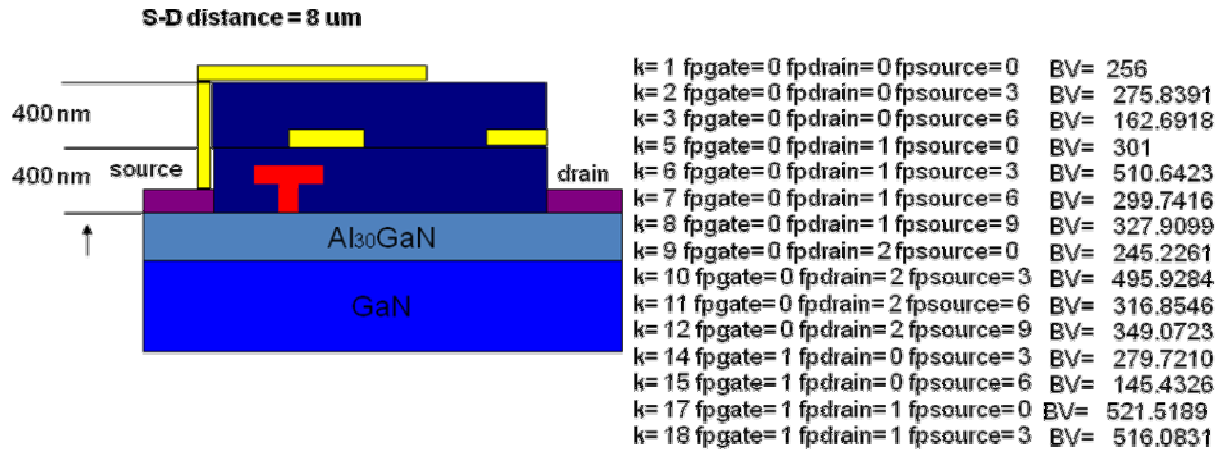 S-D distance = 8 um
400 nm
400 nm
source
drain
Al30GaN
GaN
k= 1 fpgate=0 fpdrain=0 fpsource=0 BV= 256
k= 2 fpgate=0 fpdrain=0 fpsource=3 BV= 275.8391
k= 3 fpgate=0 fpdrain=0 fpsource=6 BV= 162.6918
k= 5 fpgate=0 fpdrain=1 fpsource=0 BV= 301
k= 6 fpgate=0 fpdrain=1 fpsource=3 BV= 510.6423
k= 7 fpgate=0 fpdrain=1 fpsource=6 BV= 299.7416
k= 8 fpgate=0 fpdrain=1 fpsource=9 BV= 327.9099
k= 9 fpgate=0 fpdrain=2 fpsource=0 BV= 245.2261
k= 10 fpgate=0 fpdrain=2 fpsource=3 BV= 495.9284
k= 11 fpgate=0 fpdrain=2 fpsource=6 BV= 316.8546
k= 12 fpgate=0 fpdrain=2 fpsource=9 BV= 349.0723
k= 14 fpgate=1 fpdrain=0 fpsource=3 BV= 279.7210
k= 15 fpgate=1 fpdrain=0 fpsource=6 BV= 145.4326
k= 17 fpgate=1 fpdrain=1 fpsource=0 BV= 521.5189
k= 18 fpgate=1 fpdrain=1 fpsource=3 BV= 516.0831